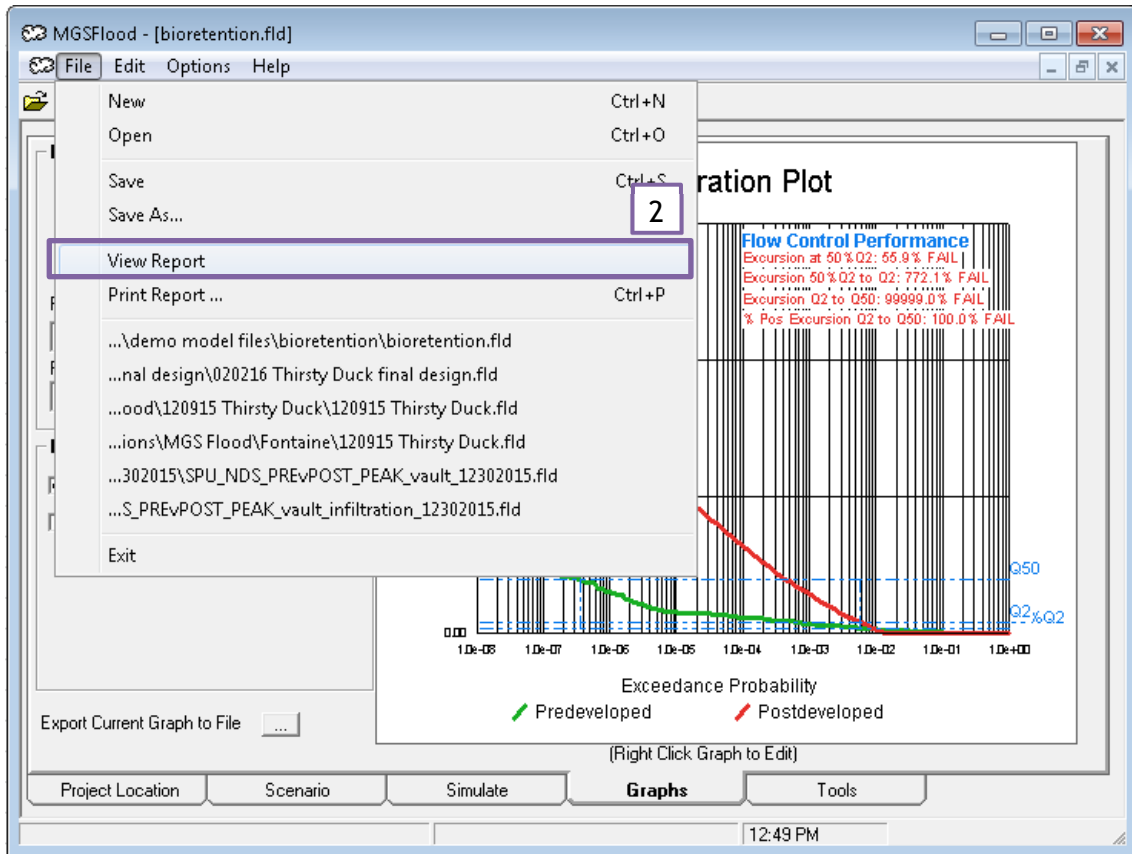 MGSFlood - [bioretention.fld]
File Edit Options Help
New Ctrl+N
Open Ctrl+O
Save Ctrl+S
Save As...
2
View Report
Print Report ... Ctrl+P
...\demo model files\bioretention\bioretention.fld
...nal design\020216 Thirsty Duck final design.fld
...ood\120915 Thirsty Duck\120915 Thirsty Duck.fld
...ions\MGS Flood\Fontaine\120915 Thirsty Duck.fld
...302015\SPU_NDS_PREvPOST_PEAK_vault_12302015.fld
...S_PREvPOST_PEAK_vault_infiltration_12302015.fld
Exit
ration Plot
Flow Control Performance
Excursion at 50%Q2: 55.9% FAIL
Excursion 50%Q2 to Q2: 772.1% FAIL
Excursion Q2 to Q50: 99999.0% FAIL
% Pos Excursion Q2 to Q50: 100.0% FAIL
Q50
Q2
%Q2
0.00
1.0e-08 1.0e-07 1.0e-06 1.0e-05 1.0e-04 1.0e-03 1.0e-02 1.0e-01 1.0e+00
Exceedance Probability
Predeveloped Postdeveloped
(Right Click Graph to Edit)
Export Current Graph to File ...
Project Location Scenario Simulate Graphs Tools
12:49 PM